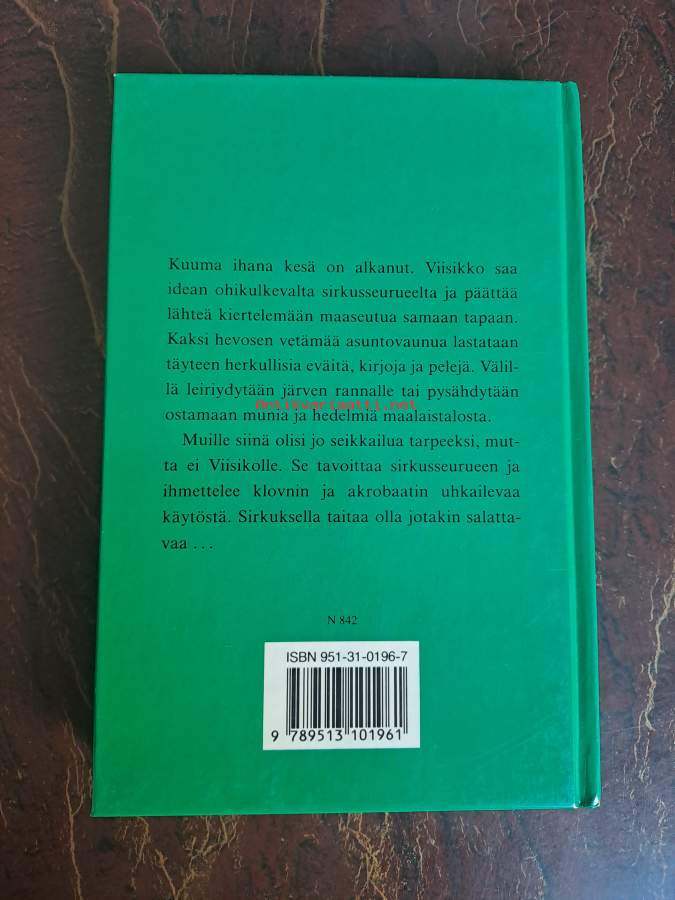 Kuuma ihana kesä on alkanut. Viisikko saa
idean ohikulkevalta sirkusseurueelta ja päättää
lähteä kiertelemään maaseutua samaan tapaan.
Kaksi hevosen vetämää asuntovaunua lastataan
täyteen herkullisia eväitä, kirjoja ja pelejä. Välil-
lä leiriydytään järven rannalle tai pysähdytään
Antikvariaatti.net
ostamaan munia ja hedelmiä maalaistalosta.
Muille siinä olisi jo seikkailua tarpeeksi, mut-
ta ei Viisikolle. Se tavoittaa sirkusseurueen ja
ihmettelee klovnin ja akrobaatin uhkailevaa
käytöstä. Sirkuksella taitaa olla jotakin salatta-
vaa ...
N 842
ISBN 951-31-0196-7
9 789513 101961